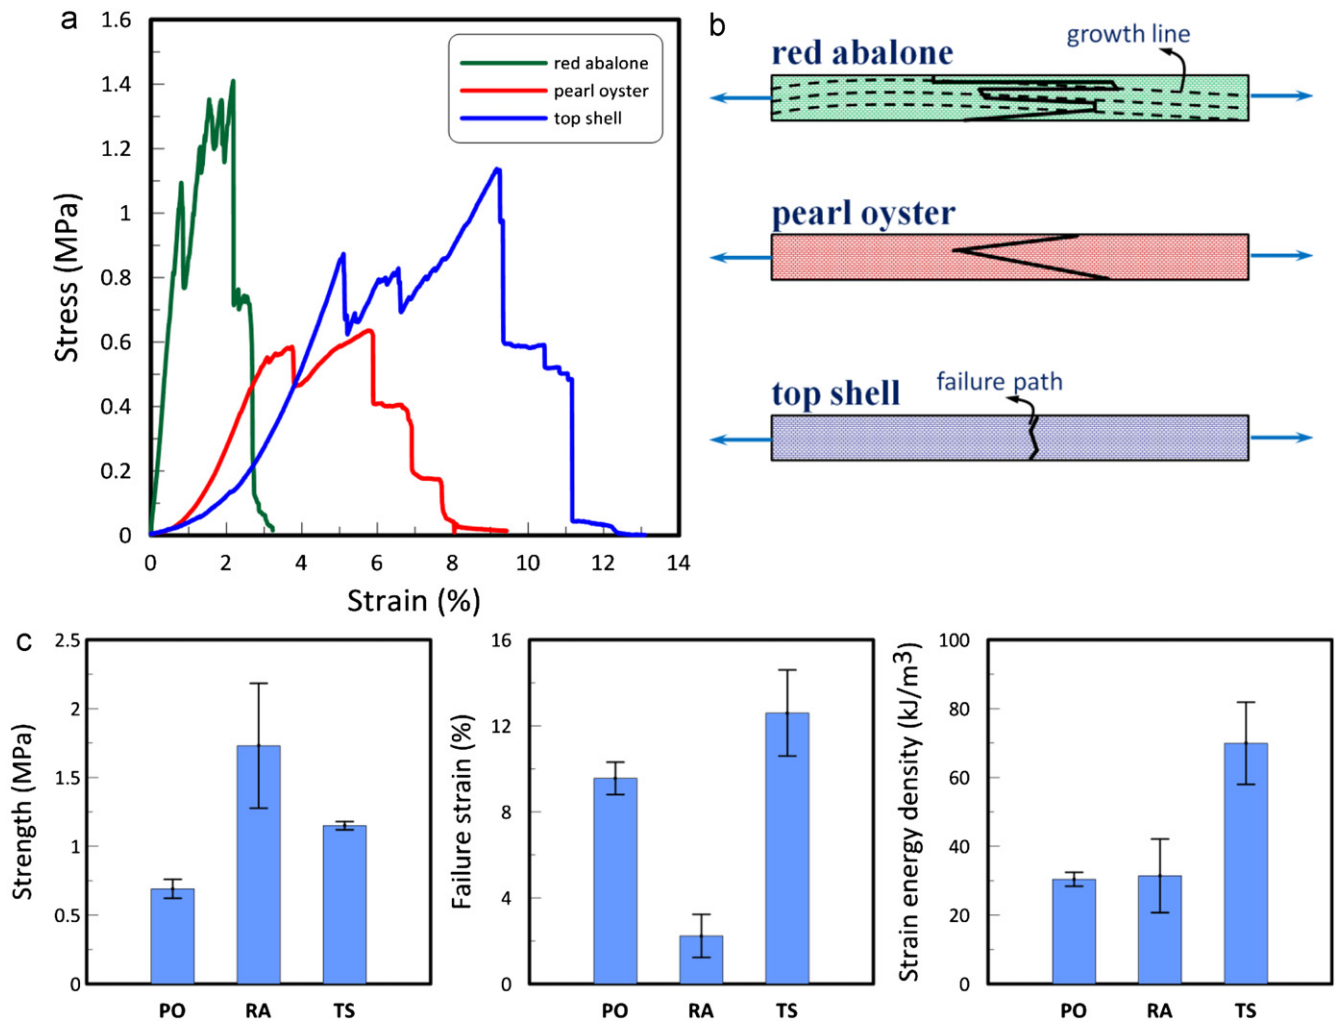 a
1.6
1.4
1.2
1
0.8
0.6
0.4
0.2
0
Stress (MPa)
0 2 4 6 8 10 12 14
Strain (%)
red abalone
pearl oyster
top shell
b
growth line
red abalone
pearl oyster
failure path
top shell
c
2.5
2
1.5
1
0.5
0
Strength (MPa)
PO RA TS
16
12
8
4
0
Failure strain (%)
PO RA TS
100
80
60
40
20
0
Strain energy density (kJ/m3)
PO RA TS